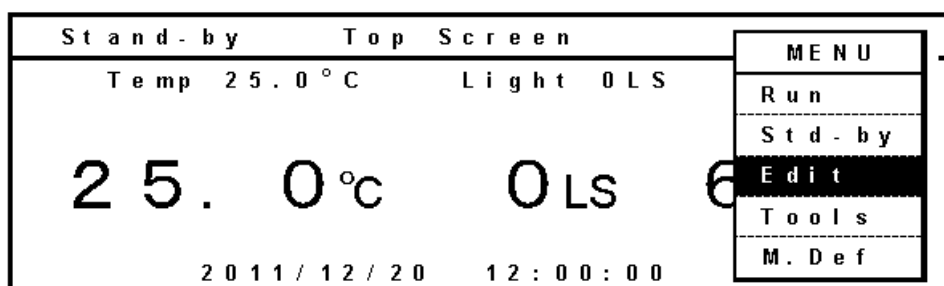 Stand-by Top Screen
Temp 25.0°C Light 0LS
25.0°C 0LS 6
2011/12/20 12:00:00
MENU
Run
Std-by
Edit
Tools
M.Def